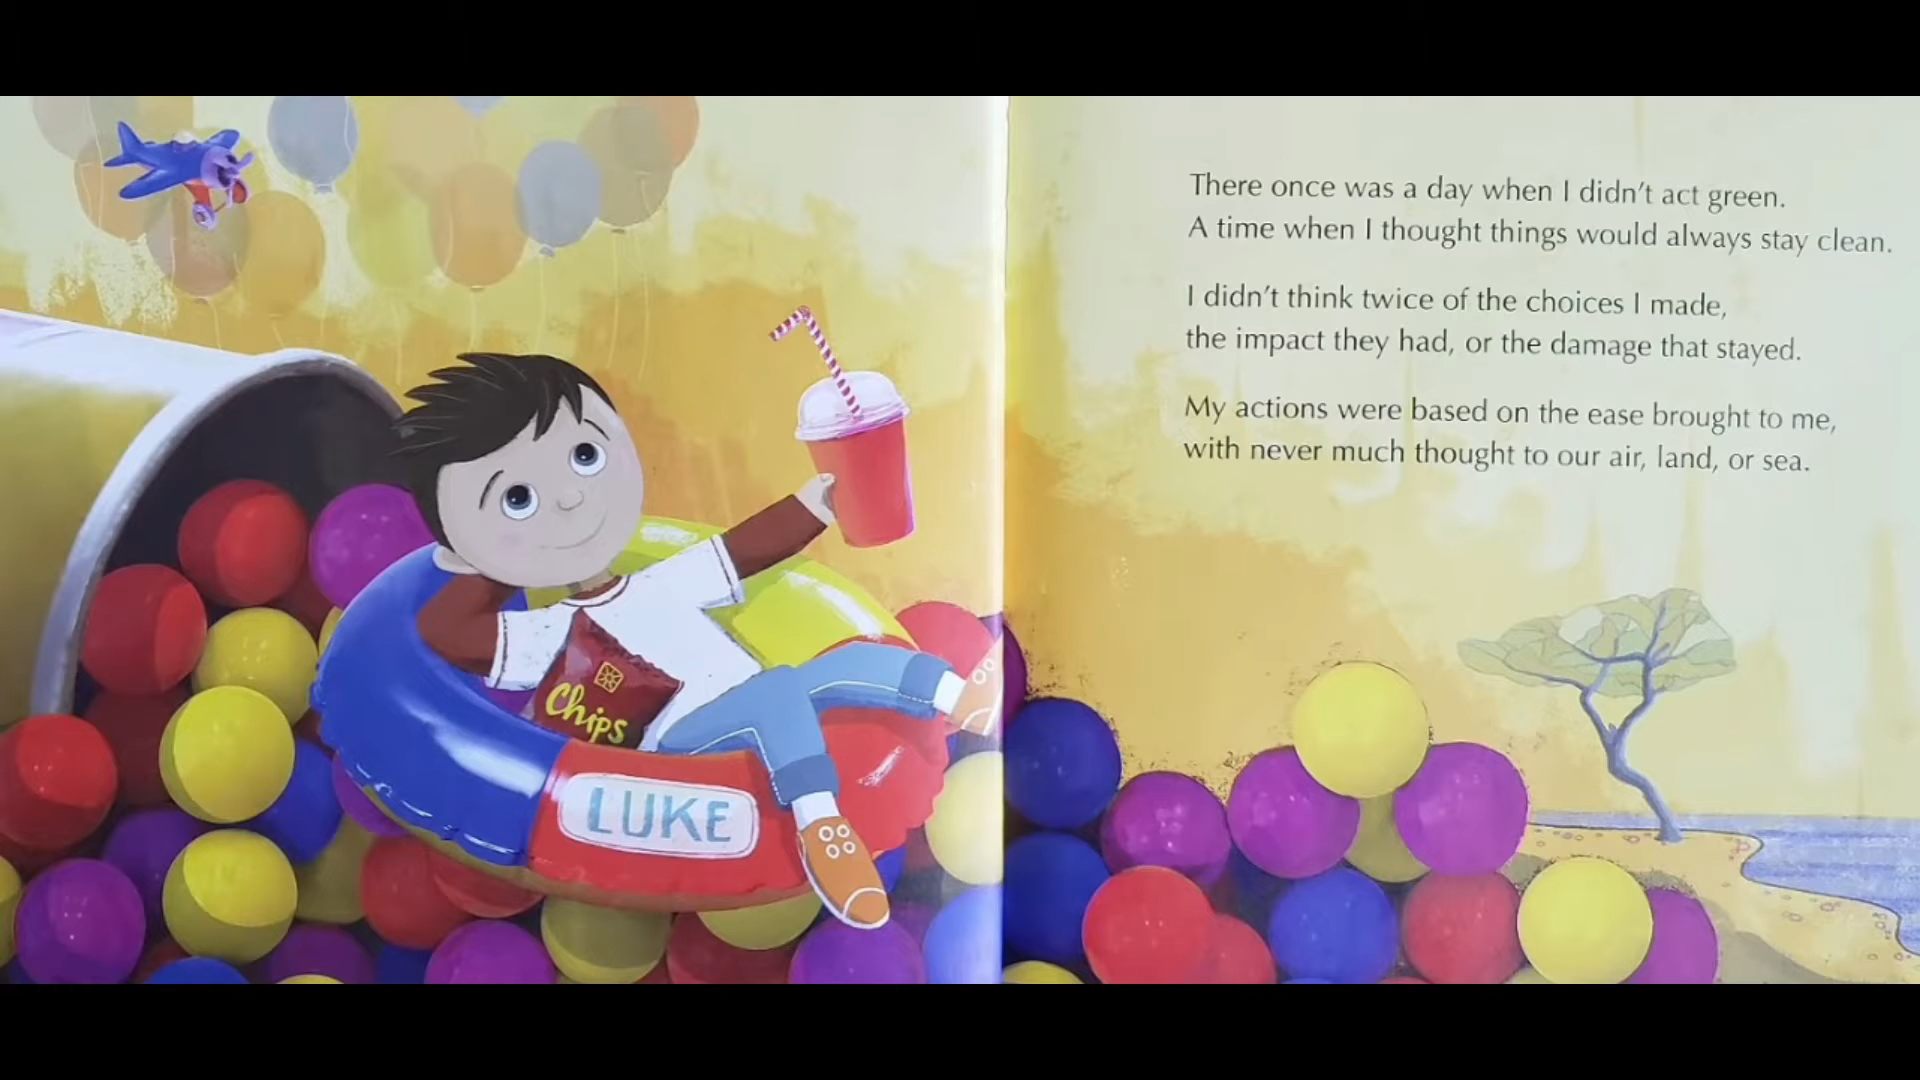 Chips
LUKE
There once was a day when I didn't act green.
A time when I thought things would always stay clean.
I didn't think twice of the choices I made,
the impact they had, or the damage that stayed.
My actions were based on the ease brought to me,
with never much thought to our air, land, or sea.